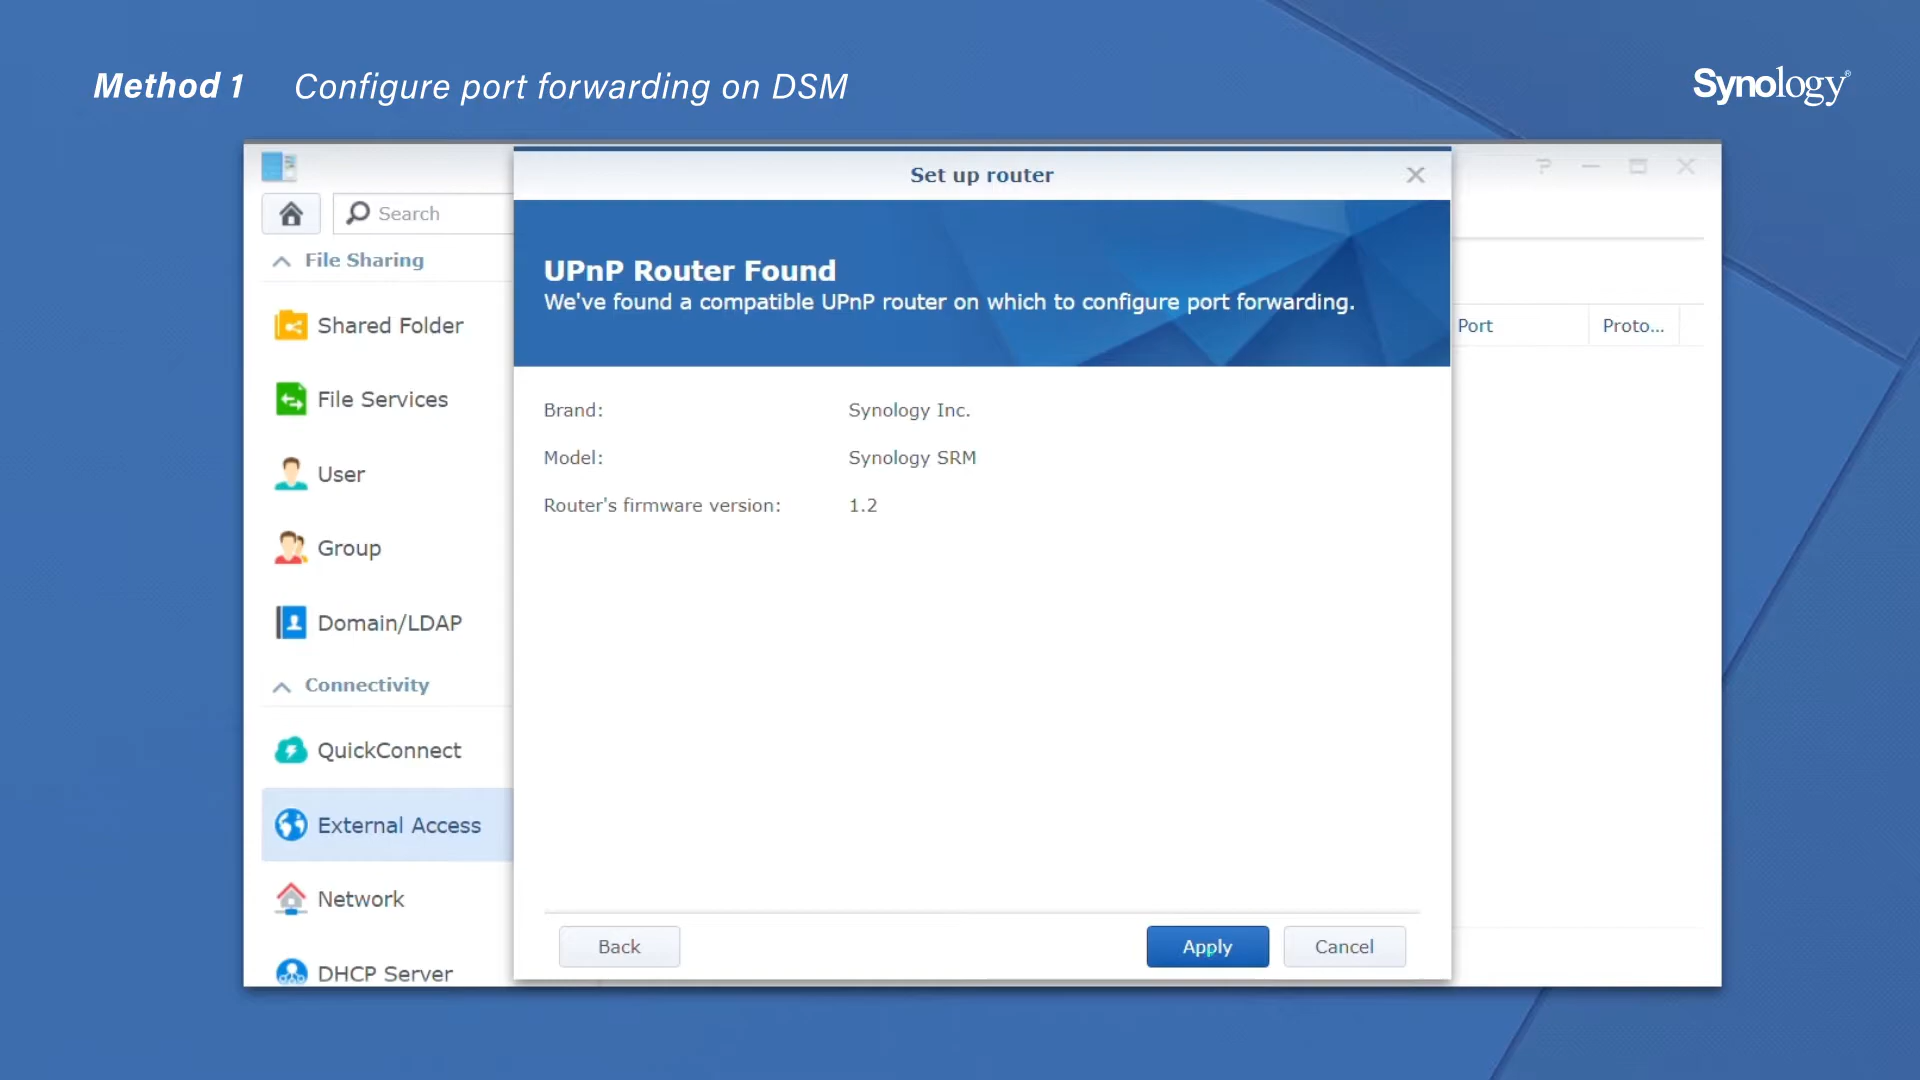 Method 1 Configure port forwarding on DSM
Synology®
Set up router
?
Search
File Sharing
UPnP Router Found
We've found a compatible UPnP router on which to configure port forwarding.
Shared Folder
Port Proto...
File Services
Brand: Synology Inc.
Model: Synology SRM
User
Router's firmware version: 1.2
Group
Domain/LDAP
Connectivity
QuickConnect
External Access
Network
Back Apply Cancel
DHCP Server